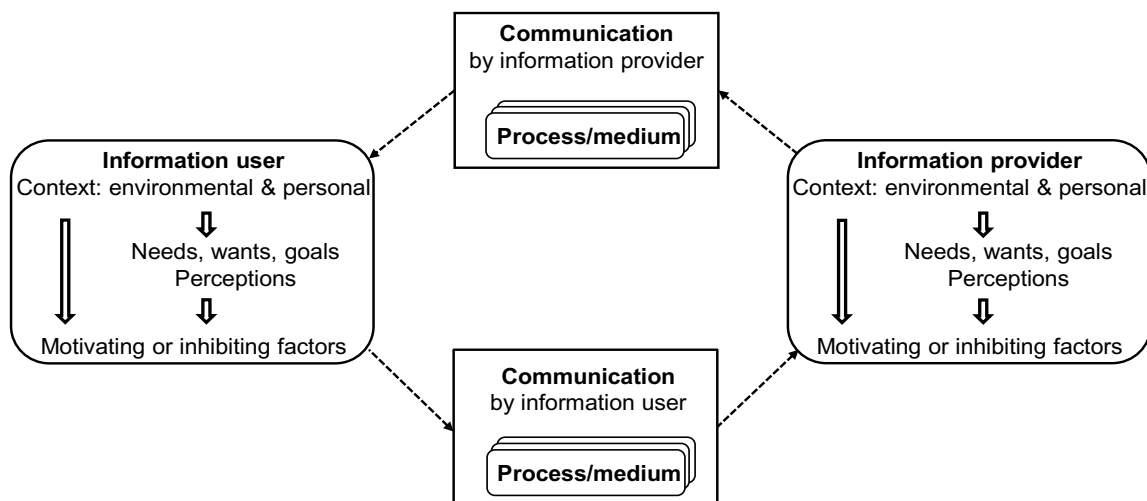 Communication
by information provider
Process/medium
Information user
Context: environmental & personal
Needs, wants, goals
Perceptions
Motivating or inhibiting factors
Information provider
Context: environmental & personal
Needs, wants, goals
Perceptions
Motivating or inhibiting factors
Communication
by information user
Process/medium